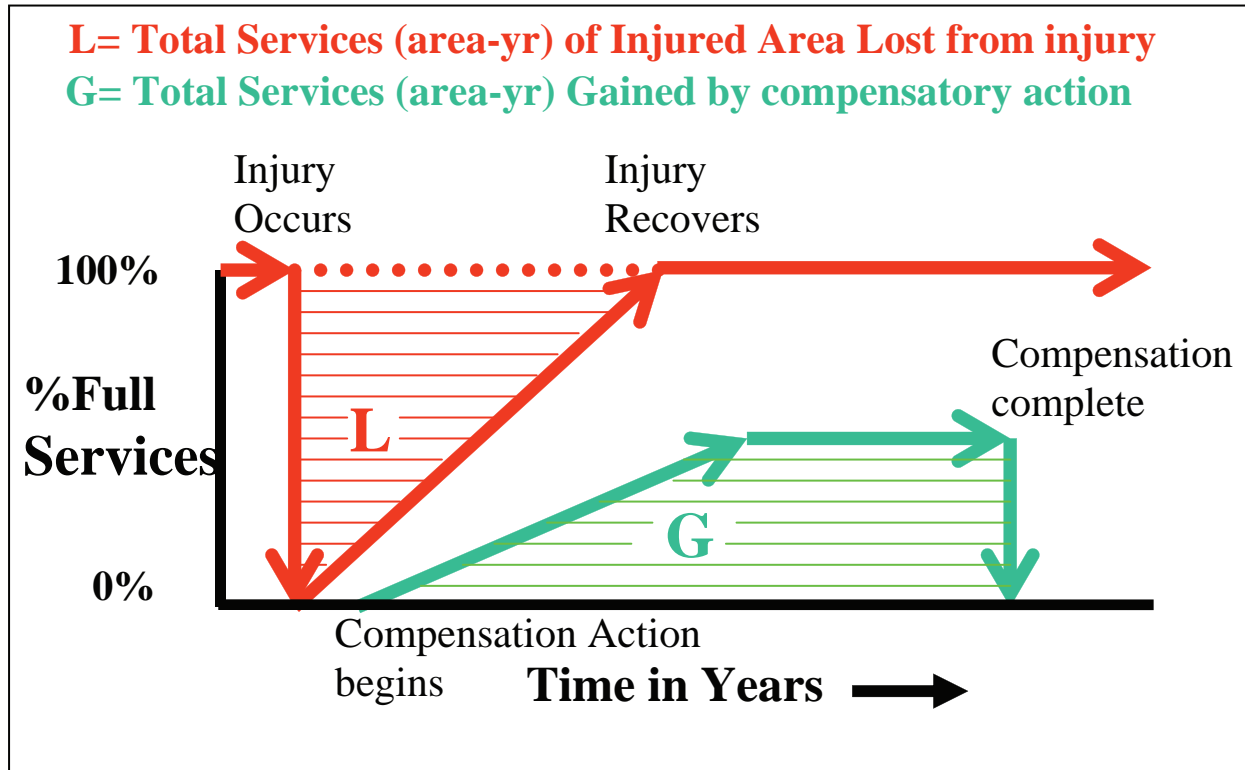 L= Total Services (area-yr) of Injured Area Lost from injury
G= Total Services (area-yr) Gained by compensatory action
Injury
Occurs
Injury
Recovers
100%
Compensation
complete
%Full
Services
L
G
0%
Compensation Action
begins
Time in Years